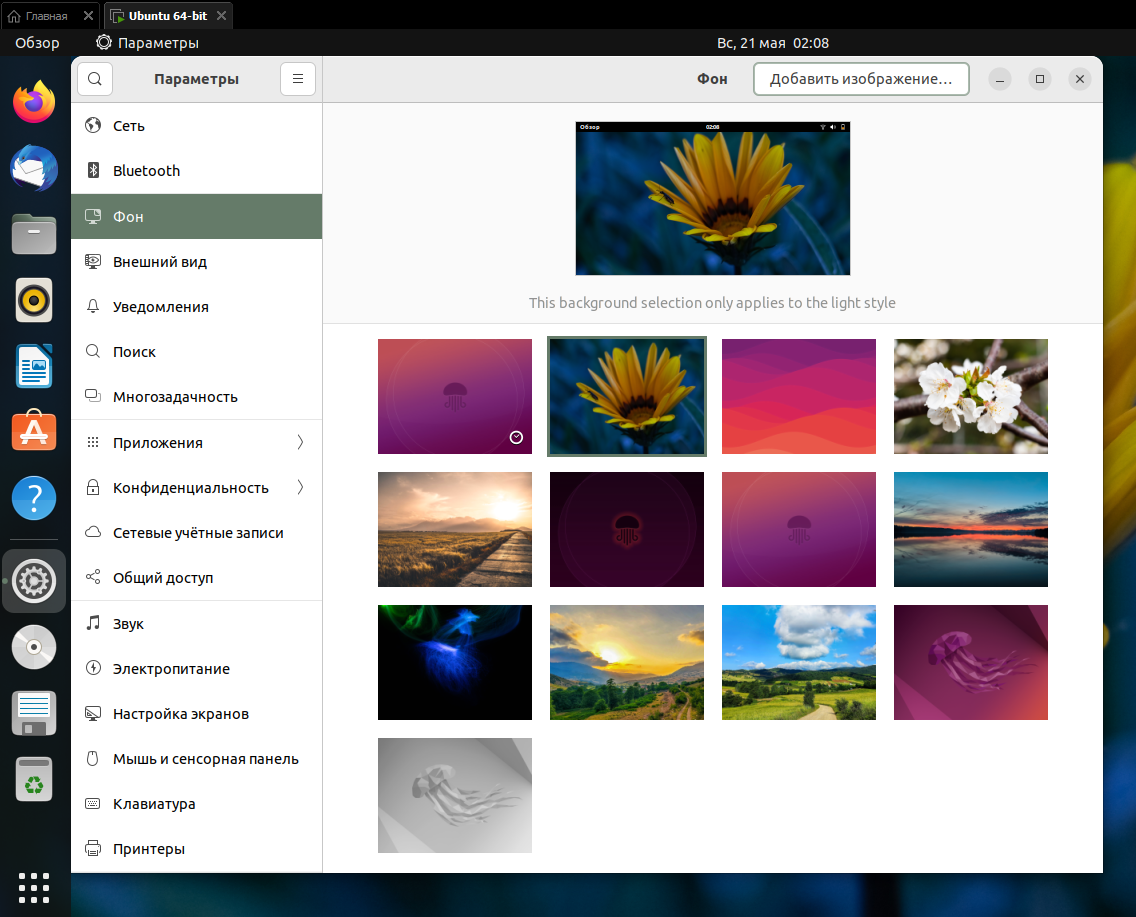 Главная
Ubuntu 64-bit
Обзор
Параметры
Вс, 21 мая 02:08
Параметры
Фон
Добавить изображение…
Сеть
Bluetooth
Фон
Внешний вид
Уведомления
Поиск
Многозадачность
Приложения
Конфиденциальность
Сетевые учётные записи
Общий доступ
Звук
Электропитание
Настройка экранов
Мышь и сенсорная панель
Клавиатура
Принтеры
Обзор
02:08
This background selection only applies to the light style